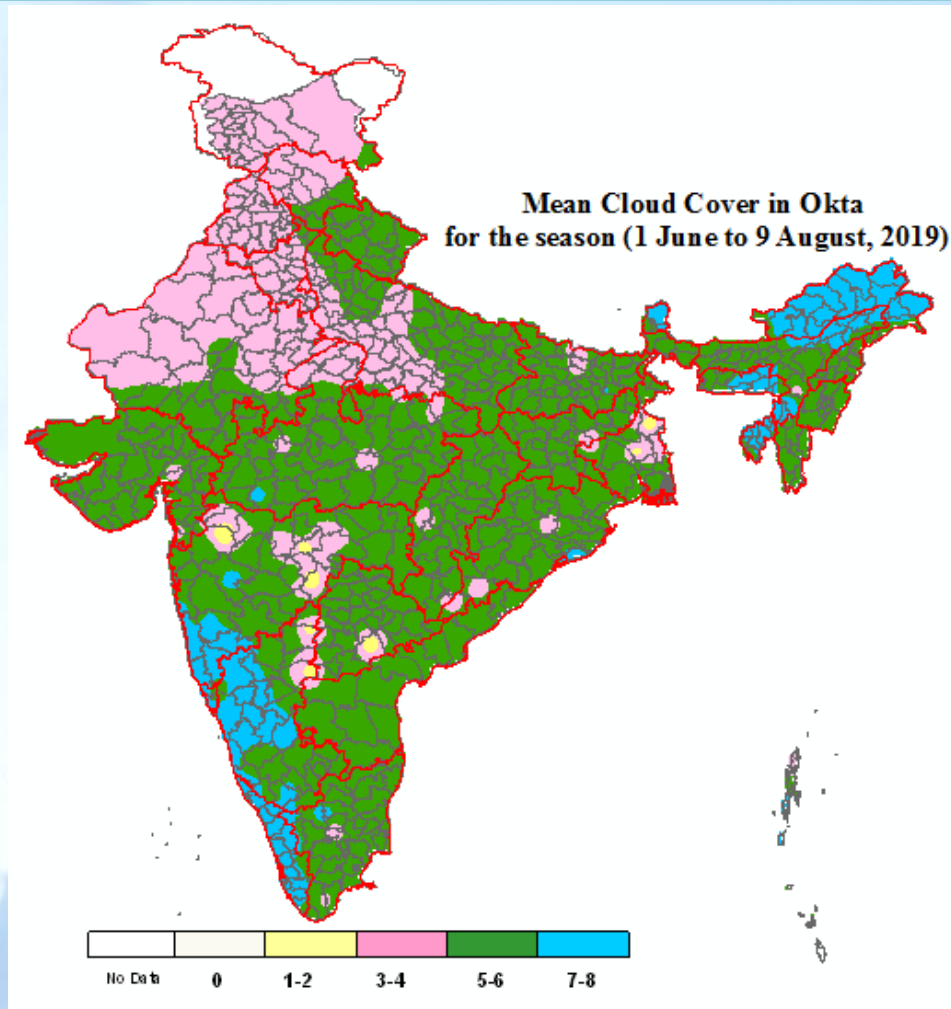 Mean Cloud Cover in Okta
for the season (1 June to 9 August, 2019)
No Data 0 1-2 3-4 5-6 7-8